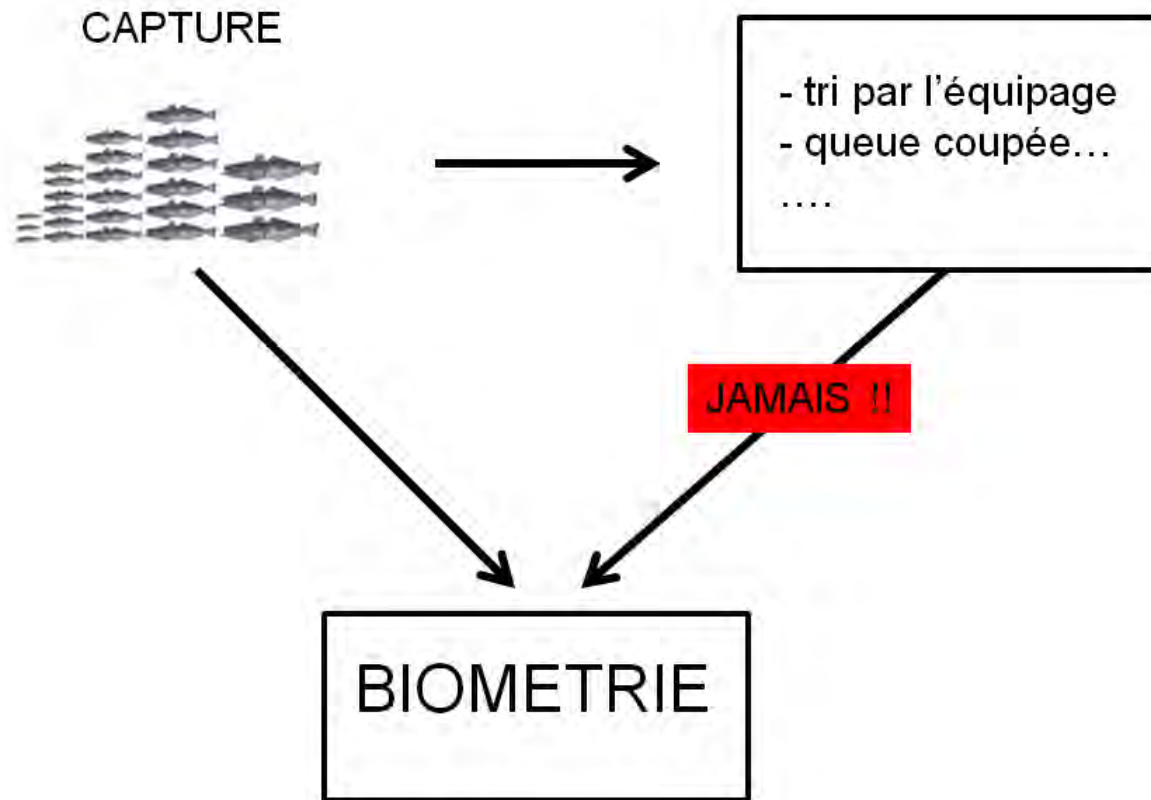 CAPTURE
- tri par l'équipage
- queue coupée…
….
JAMAIS !!
BIOMETRIE